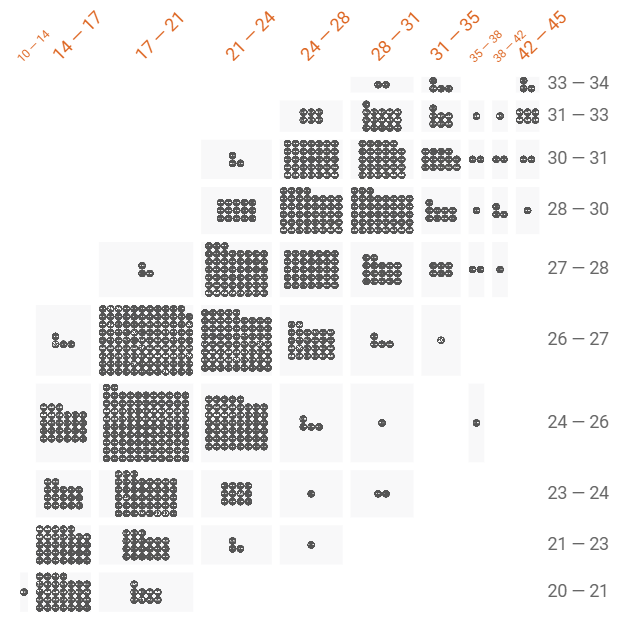 10 – 14
14 – 17
17 – 21
21 – 24
24 – 28
28 – 31
31 – 35
35 – 38
38 – 42
42 – 45
33 – 34
31 – 33
30 – 31
28 – 30
27 – 28
26 – 27
24 – 26
23 – 24
21 – 23
20 – 21